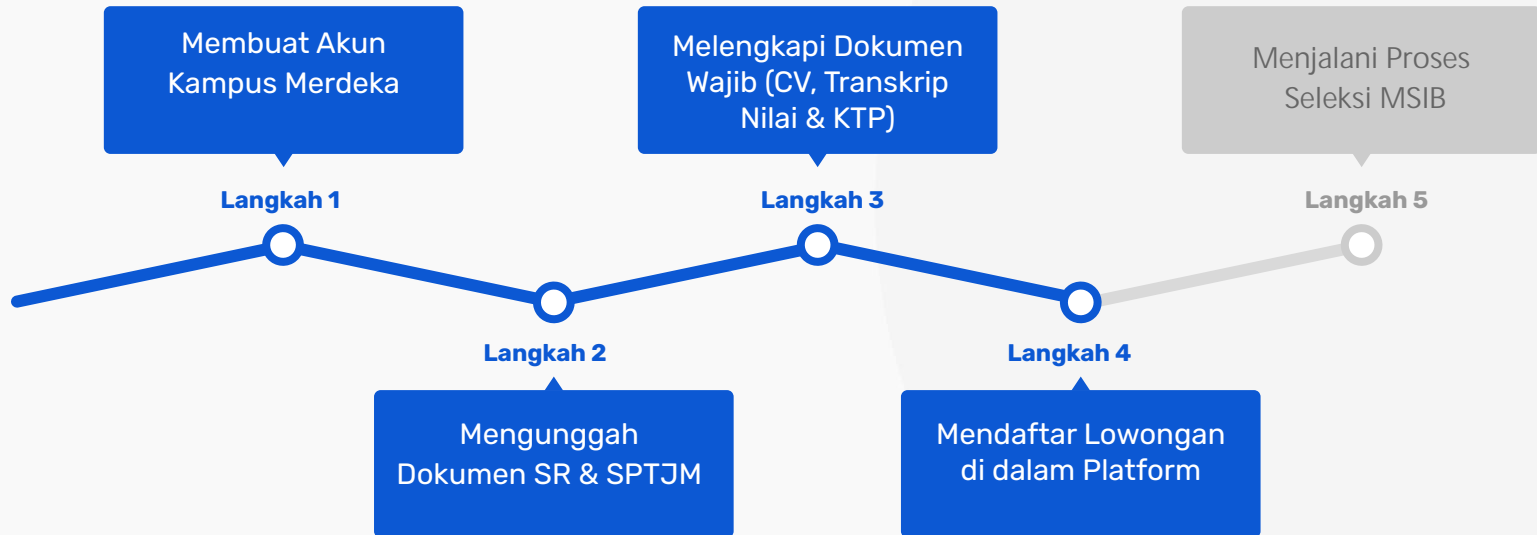 Membuat Akun
Kampus Merdeka
Langkah 1
Langkah 2
Mengunggah
Dokumen SR & SPTJM
Melengkapi Dokumen
Wajib (CV, Transkrip
Nilai & KTP)
Langkah 3
Langkah 4
Mendaftar Lowongan
di dalam Platform
Menjalani Proses
Seleksi MSIB
Langkah 5